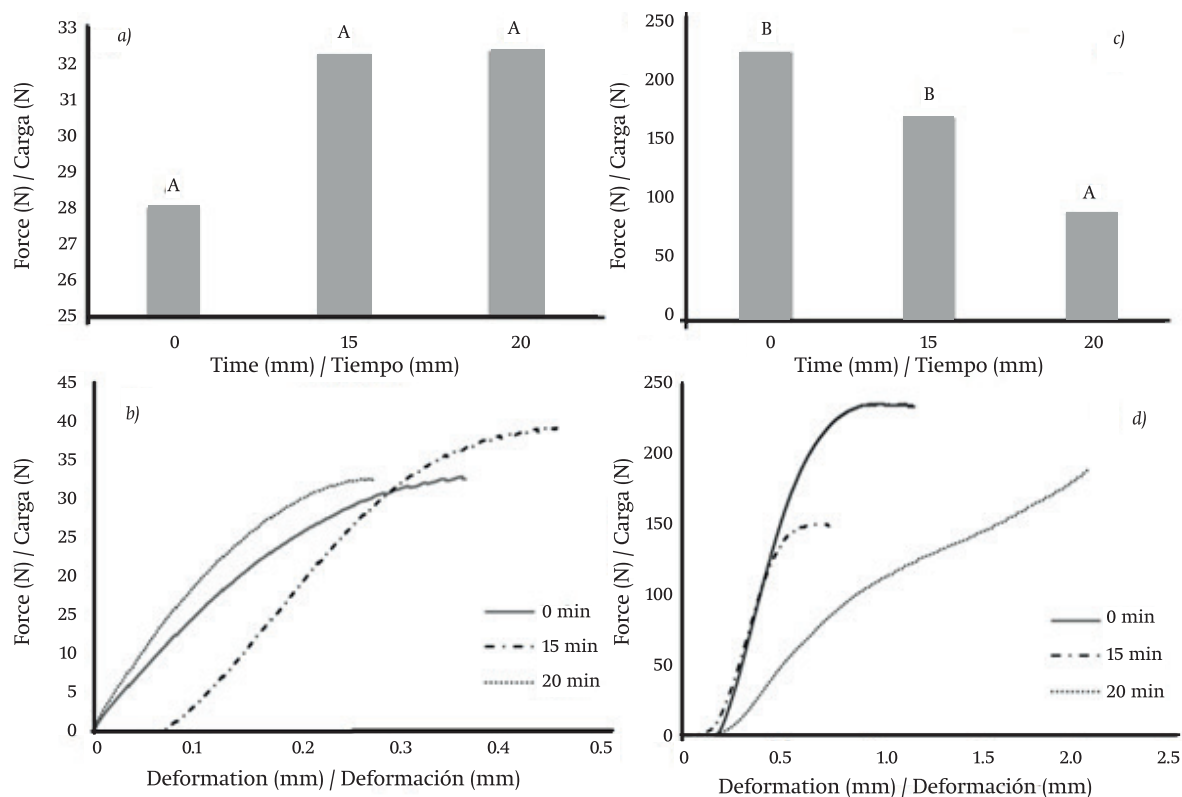 a)
Force (N) / Carga (N)
33
32
31
30
29
28
27
26
25
A
A
A
0
15
20
Time (mm) / Tiempo (mm)
c)
Force (N) / Carga (N)
250
200
150
100
50
0
B
B
A
0
15
20
Time (mm) / Tiempo (mm)
b)
Force (N) / Carga (N)
45
40
35
30
25
20
25
10
5
0
0 min
15 min
20 min
0
0.1
0.2
0.3
0.4
0.5
Deformation (mm) / Deformación (mm)
d)
Force (N) / Carga (N)
250
200
150
100
50
0
0 min
15 min
20 min
0
0.5
1.0
1.5
2.0
2.5
Deformation (mm) / Deformación (mm)